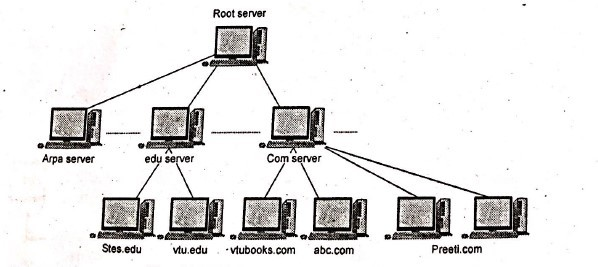 Root server
Arpa server
edu server
Com server
Stes.edu
vtu.edu
vtubooks.com
abc.com
Preeti.com